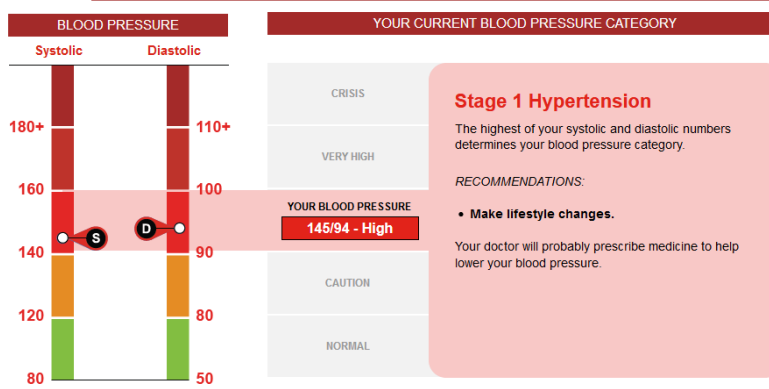 BLOOD PRESSURE
YOUR CURRENT BLOOD PRESSURE CATEGORY
Systolic
Diastolic
180+
110+
160
100
S
D
140
90
120
80
80
50
CRISIS
VERY HIGH
YOUR BLOOD PRESSURE
145/94 - High
CAUTION
NORMAL
Stage 1 Hypertension
The highest of your systolic and diastolic numbers
determines your blood pressure category.
RECOMMENDATIONS:
• Make lifestyle changes.
Your doctor will probably prescribe medicine to help
lower your blood pressure.